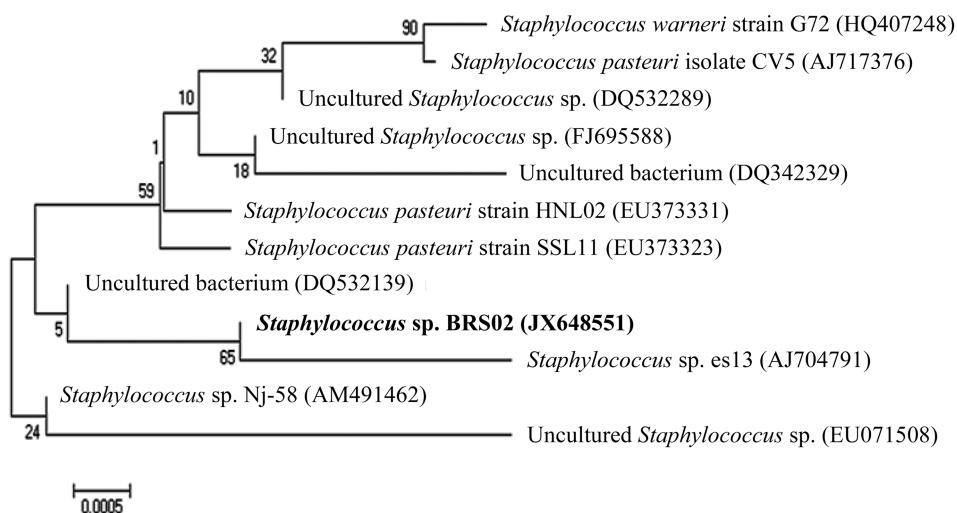 90 Staphylococcus warneri strain G72 (HQ407248)
32 Staphylococcus pasteuri isolate CV5 (AJ717376)
10 Uncultured Staphylococcus sp. (DQ532289)
Uncultured Staphylococcus sp. (FJ695588)
1 18 Uncultured bacterium (DQ342329)
59 Staphylococcus pasteuri strain HNL02 (EU373331)
Staphylococcus pasteuri strain SSL11 (EU373323)
Uncultured bacterium (DQ532139)
5 Staphylococcus sp. BRS02 (JX648551)
65 Staphylococcus sp. es13 (AJ704791)
Staphylococcus sp. Nj-58 (AM491462)
24 Uncultured Staphylococcus sp. (EU071508)
0.0005